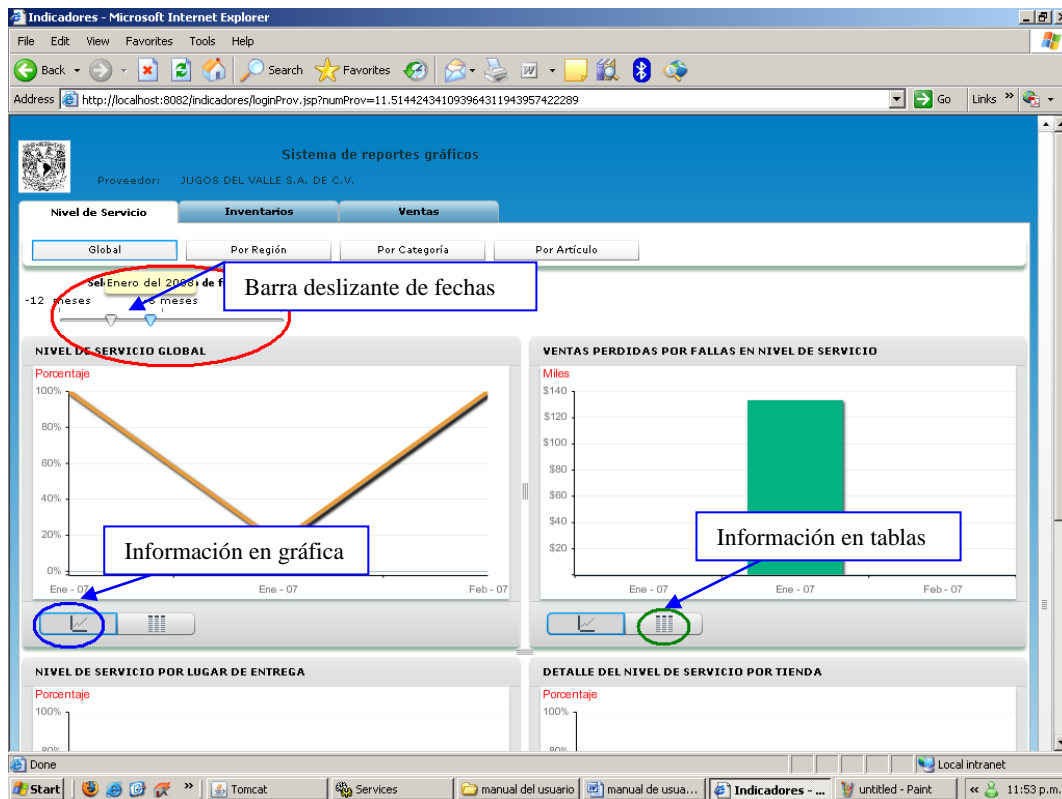 Indicadores - Microsoft Internet Explorer
File Edit View Favorites Tools Help
Back Search Favorites
Address http://localhost:8082/indicadores/loginProv.jsp?numProv=11.514424341093964311943957422289 Go Links »
Sistema de reportes gráficos
Proveedor: JUGOS DEL VALLE S.A. DE C.V.
Nivel de Servicio Inventarios Ventas
Global Por Región Por Categoría Por Artículo
Sel Enero del 2008 o de f
Barra deslizante de fechas
-12 meses -6 meses
NIVEL DE SERVICIO GLOBAL
Porcentaje
100%
80%
60%
40%
20%
0%
Ene - 07 Ene - 07 Feb - 07
Información en gráfica
VENTAS PERDIDAS POR FALLAS EN NIVEL DE SERVICIO
Miles
$140
$120
$100
$80
$60
$40
$20
Ene - 07 Ene - 07 Feb - 07
Información en tablas
NIVEL DE SERVICIO POR LUGAR DE ENTREGA
Porcentaje
100%
80%
DETALLE DEL NIVEL DE SERVICIO POR TIENDA
Porcentaje
100%
80%
Done Local intranet
Start » Tomcat Services manual del usuario manual de usua... Indicadores - ... untitled - Paint « 11:53 p.m.